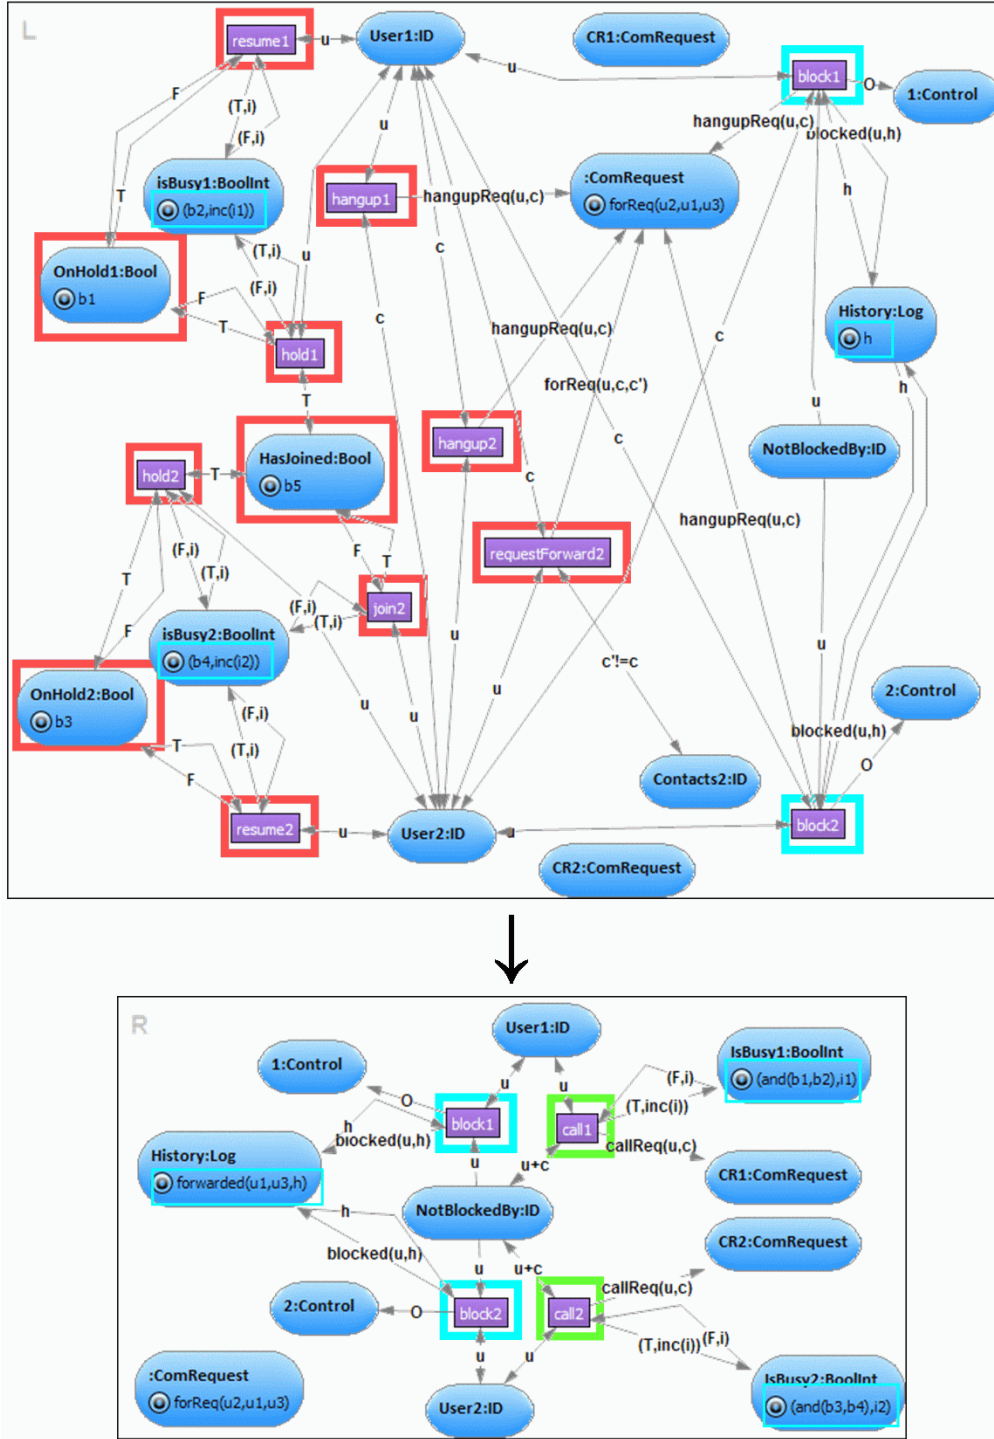 L
resume1
u
User1:ID
CR1:ComRequest
u
block1
O
1:Control
F
(T,i)
(F,i)
hangupReq(u,c)
blocked(u,h)
u
isBusy1:BoolInt
(b2,inc(i1))
T
hangup1
hangupReq(u,c)
:ComRequest
forReq(u2,u1,u3)
h
(T,i)
u
c
OnHold1:Bool
b1
F
(F,i)
T
hold1
c
hangupReq(u,c)
c
History:Log
h
T
forReq(u,c,c')
h
u
c
hangup2
HasJoined:Bool
b5
hold2
T
NotBlockedBy:ID
c
hangupReq(u,c)
requestForward2
(F,i)
(T,i)
T
F
T
join2
(F,i)
(T,i)
F
isBusy2:BoolInt
(b4,inc(i2))
u
u
c'!=c
u
OnHold2:Bool
b3
u
u
2:Control
(F,i)
(T,i)
T
F
blocked(u,h)
O
Contacts2:ID
resume2
u
User2:ID
u
block2
CR2:ComRequest
R
User1:ID
1:Control
IsBusy1:BoolInt
(and(b1,b2),i1)
O
u
u
(F,i)
(T,inc(i))
h
blocked(u,h)
block1
call1
callReq(u,c)
History:Log
forwarded(u1,u3,h)
u
u+c
CR1:ComRequest
h
NotBlockedBy:ID
CR2:ComRequest
blocked(u,h)
u
u+c
callReq(u,c)
2:Control
O
block2
call2
(T,inc(i))
(F,i)
u
u
:ComRequest
forReq(u2,u1,u3)
User2:ID
IsBusy2:BoolInt
(and(b3,b4),i2)